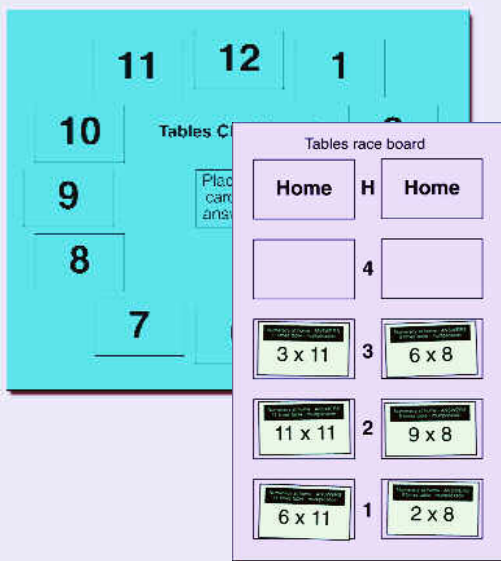 11 12 1
10
Tables C
9
Plac
card
answ
8
7
Tables race board
Home H Home
4
3 x 11 3 6 x 8
11 x 11 2 9 x 8
6 x 11 1 2 x 8